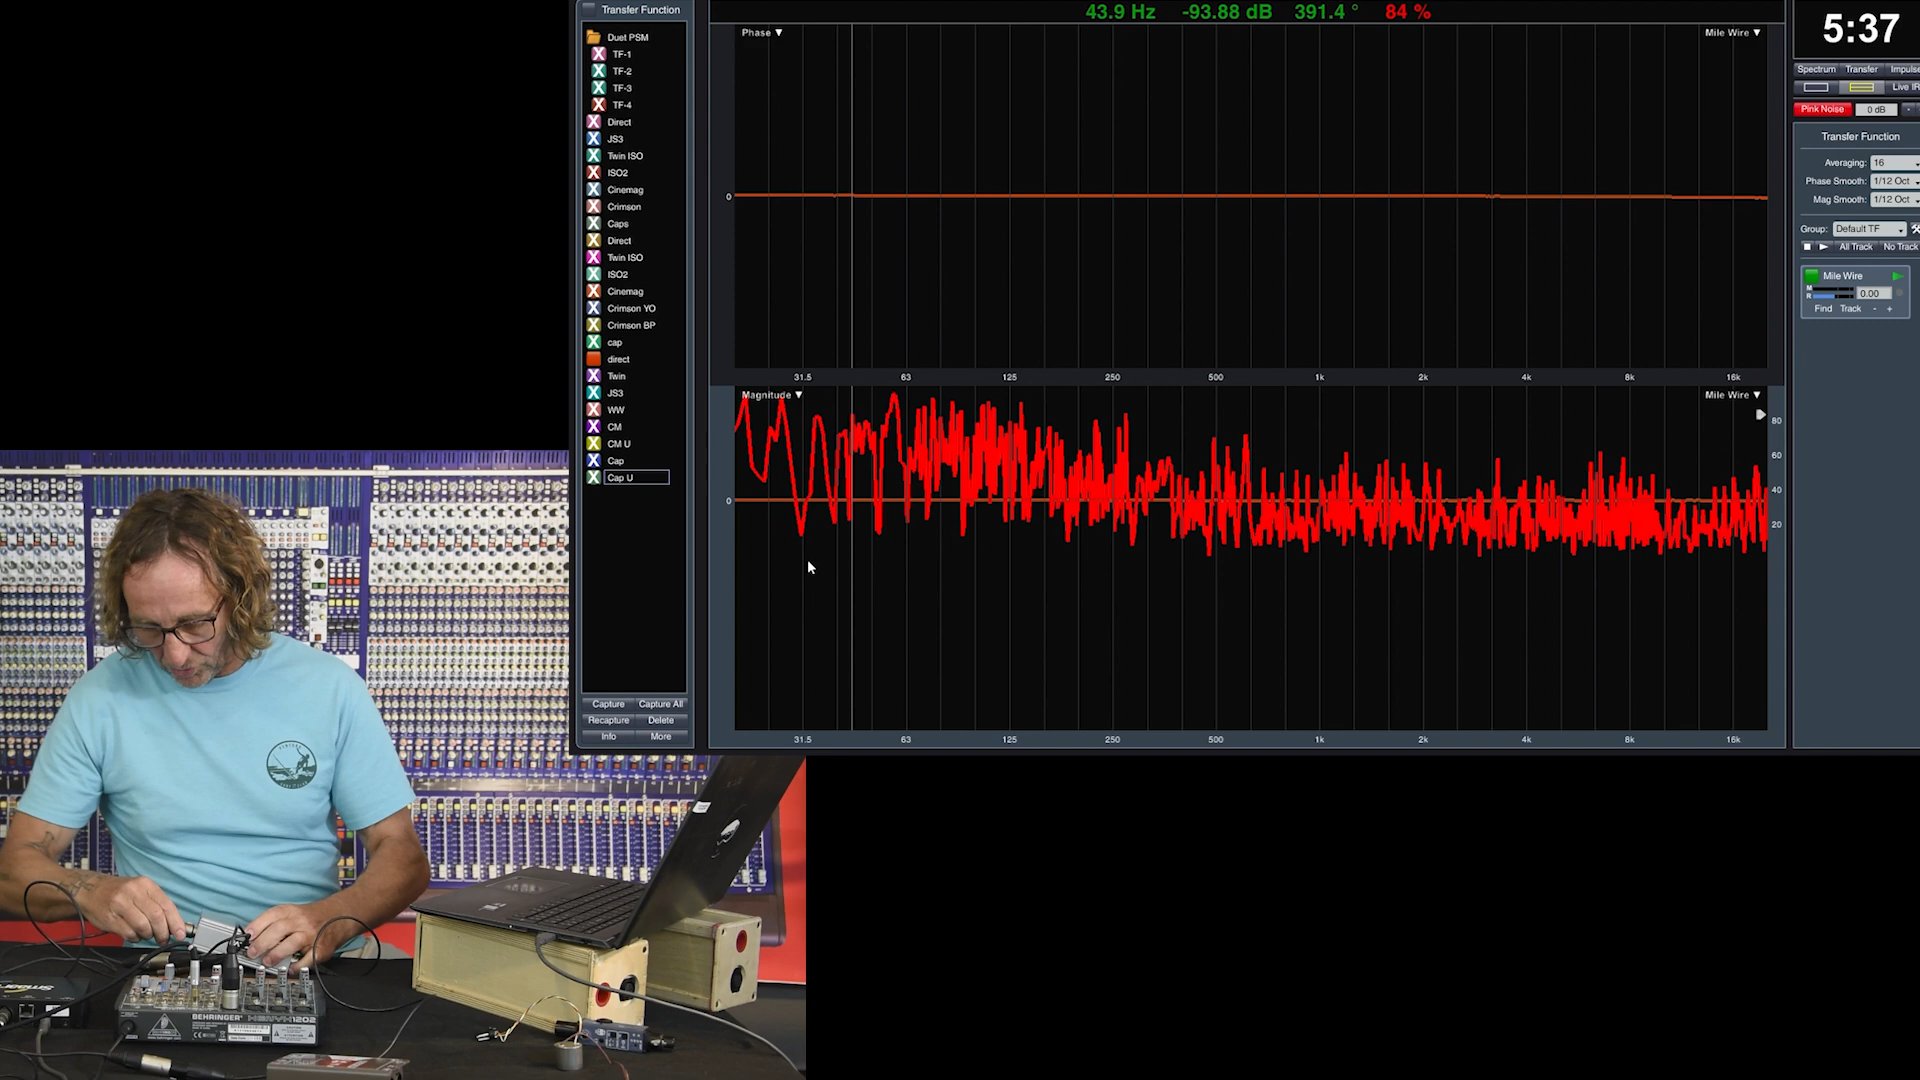 Transfer Function
Duet PSM
TF-1
TF-2
TF-3
TF-4
Direct
JS3
Twin ISO
ISO2
Cinemag
Crimson
Caps
Direct
Twin ISO
ISO2
Cinemag
Crimson YO
Crimson BP
cap
direct
Twin
JS3
WW
CM
CM U
Cap
Cap U
Capture Capture All
Recapture Delete
Info More
43.9 Hz -93.88 dB 391.4 ° 84 %
Phase ▼ Mile Wire ▼
0
31.5 63 125 250 500 1k 2k 4k 8k 16k
Magnitude ▼ Mile Wire ▼
80
60
0 40
20
31.5 63 125 250 500 1k 2k 4k 8k 16k
5:37
Spectrum Transfer Impulse
Live IR
Pink Noise 0 dB -
Transfer Function
Averaging: 16
Phase Smooth: 1/12 Oct
Mag Smooth: 1/12 Oct
Group: Default TF
All Track No Track
Mile Wire
M
R 0.00
Find Track - +
BEHRINGER XENYX1202